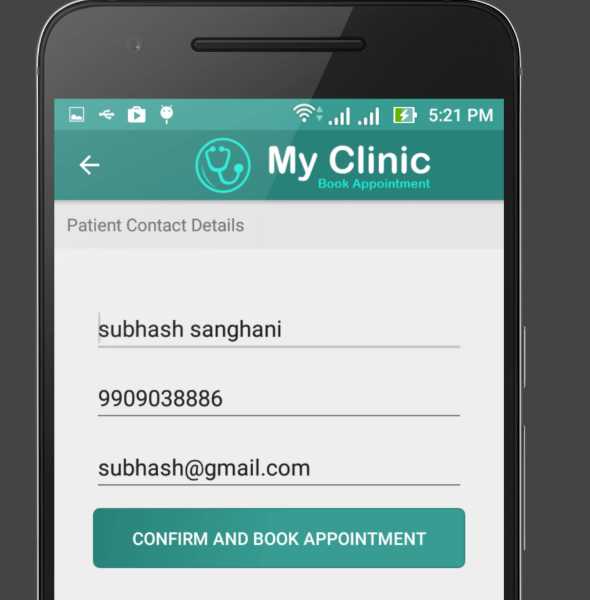 5:21 PM
My Clinic
Book Appointment
Patient Contact Details
subhash sanghani
9909038886
subhash@gmail.com
CONFIRM AND BOOK APPOINTMENT